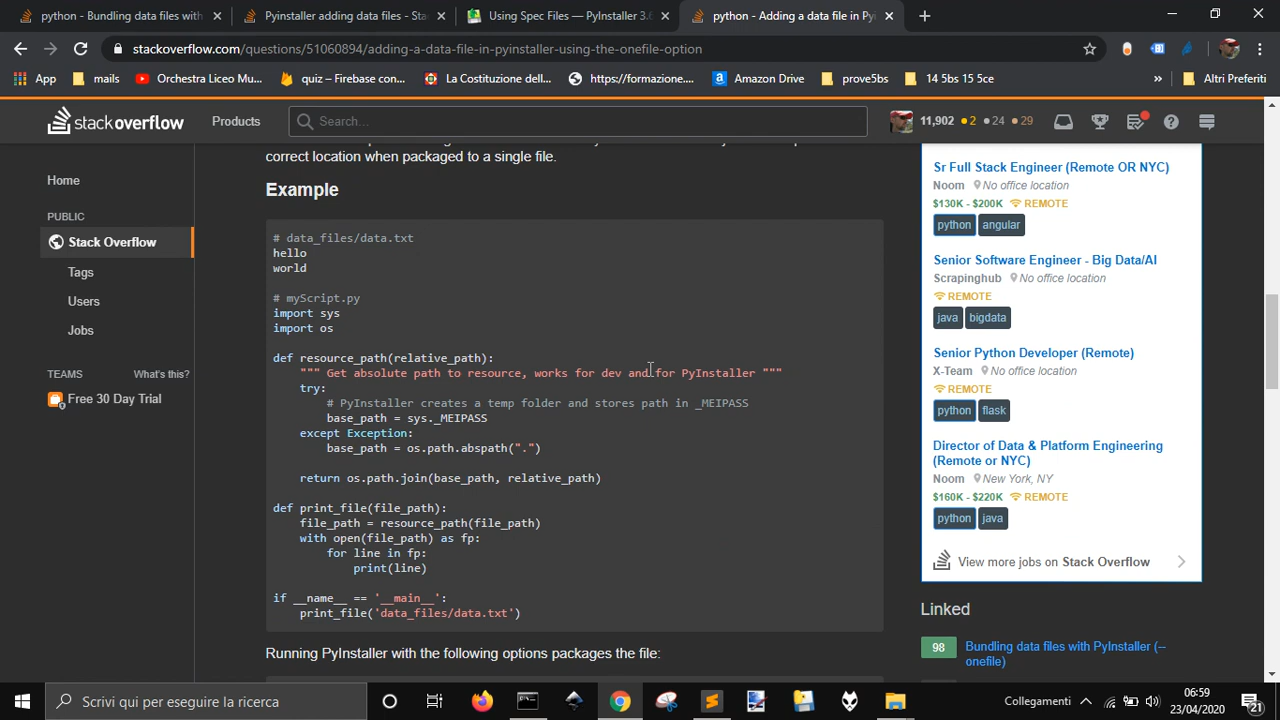 python - Bundling data files with
Pyinstaller adding data files - Sta
Using Spec Files — PyInstaller 3.6
python - Adding a data file in Py
stackoverflow.com/questions/51060894/adding-a-data-file-in-pyinstaller-using-the-onefile-option
App
mails
Orchestra Liceo Mu...
quiz – Firebase con...
La Costituzione dell...
https://formazione....
Amazon Drive
prove5bs
14 5bs 15 5ce
»
Altri Preferiti
stackoverflow
Products
Search...
11,902 2 24 29
Home
PUBLIC
Stack Overflow
Tags
Users
Jobs
TEAMS
What's this?
Free 30 Day Trial
correct location when packaged to a single file.
Example
# data_files/data.txt
hello
world
# myScript.py
import sys
import os
def resource_path(relative_path):
""" Get absolute path to resource, works for dev and for PyInstaller """
try:
# PyInstaller creates a temp folder and stores path in _MEIPASS
base_path = sys._MEIPASS
except Exception:
base_path = os.path.abspath(".")
return os.path.join(base_path, relative_path)
def print_file(file_path):
file_path = resource_path(file_path)
with open(file_path) as fp:
for line in fp:
print(line)
if __name__ == '__main__':
print_file('data_files/data.txt')
Running PyInstaller with the following options packages the file:
Sr Full Stack Engineer (Remote OR NYC)
Noom No office location
$130K - $200K REMOTE
python angular
Senior Software Engineer - Big Data/AI
Scrapinghub No office location
REMOTE
java bigdata
Senior Python Developer (Remote)
X-Team No office location
REMOTE
python flask
Director of Data & Platform Engineering
(Remote or NYC)
Noom New York, NY
$160K - $220K REMOTE
python java
View more jobs on Stack Overflow
Linked
98 Bundling data files with PyInstaller (--
onefile)
Scrivi qui per eseguire la ricerca
Collegamenti
06:59
23/04/2020
21